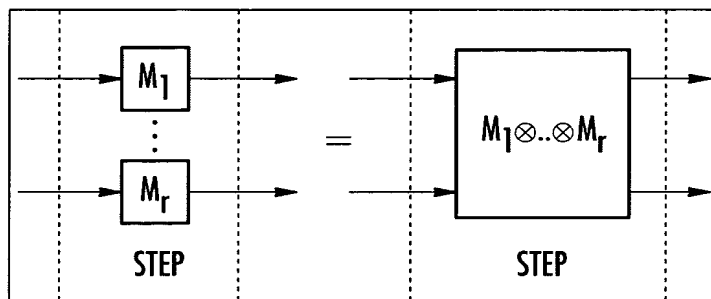 M₁
⋮
=
M₁⊗..⊗Mᵣ
Mᵣ
STEP
STEP